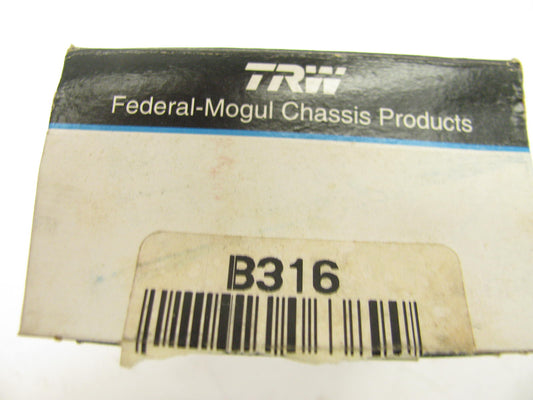 TRW
Federal-Mogul Chassis Products
B316